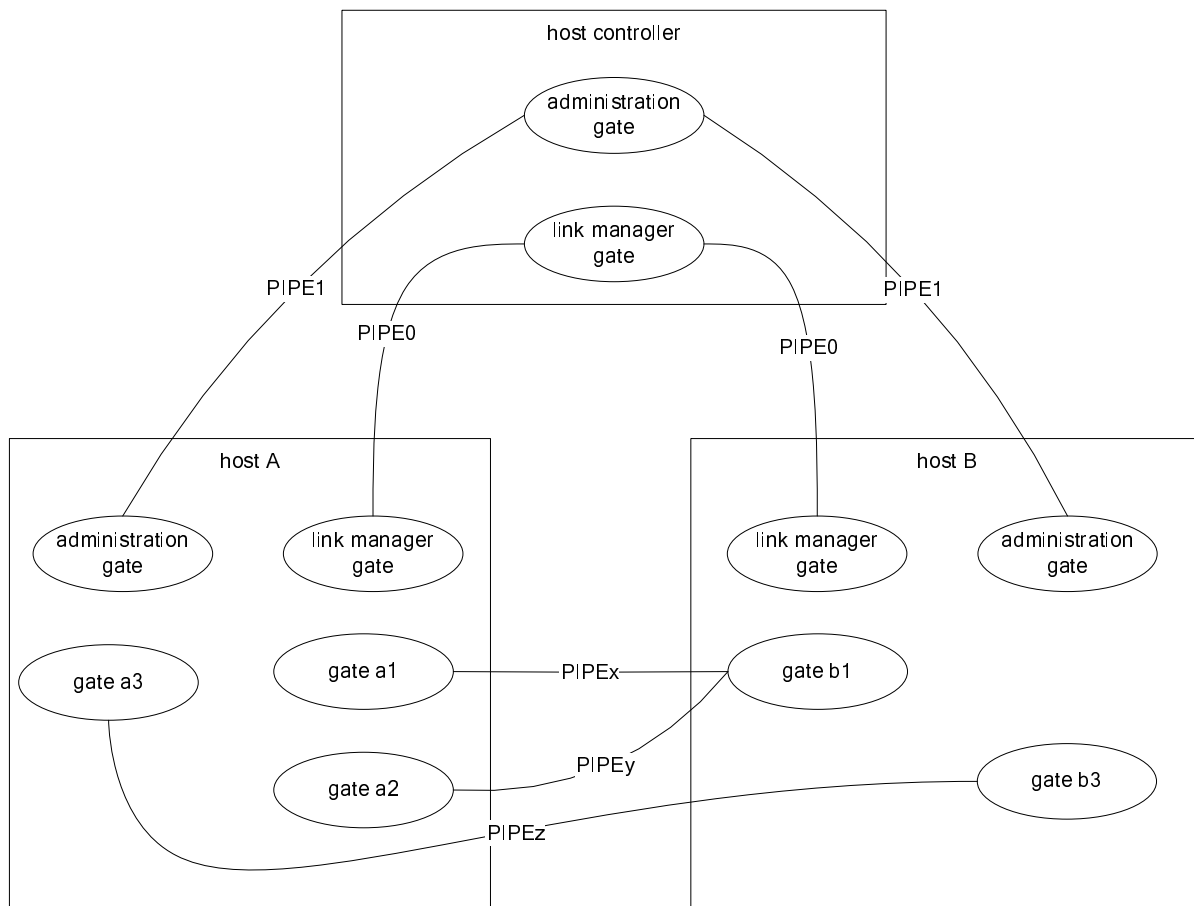 host controller
administration
gate
link manager
gate
PIPE1
PIPE1
PIPE0
PIPE0
host A
host B
administration
gate
link manager
gate
link manager
gate
administration
gate
gate a3
gate a1
PIPEx
gate b1
PIPEy
gate a2
gate b3
PIPEz